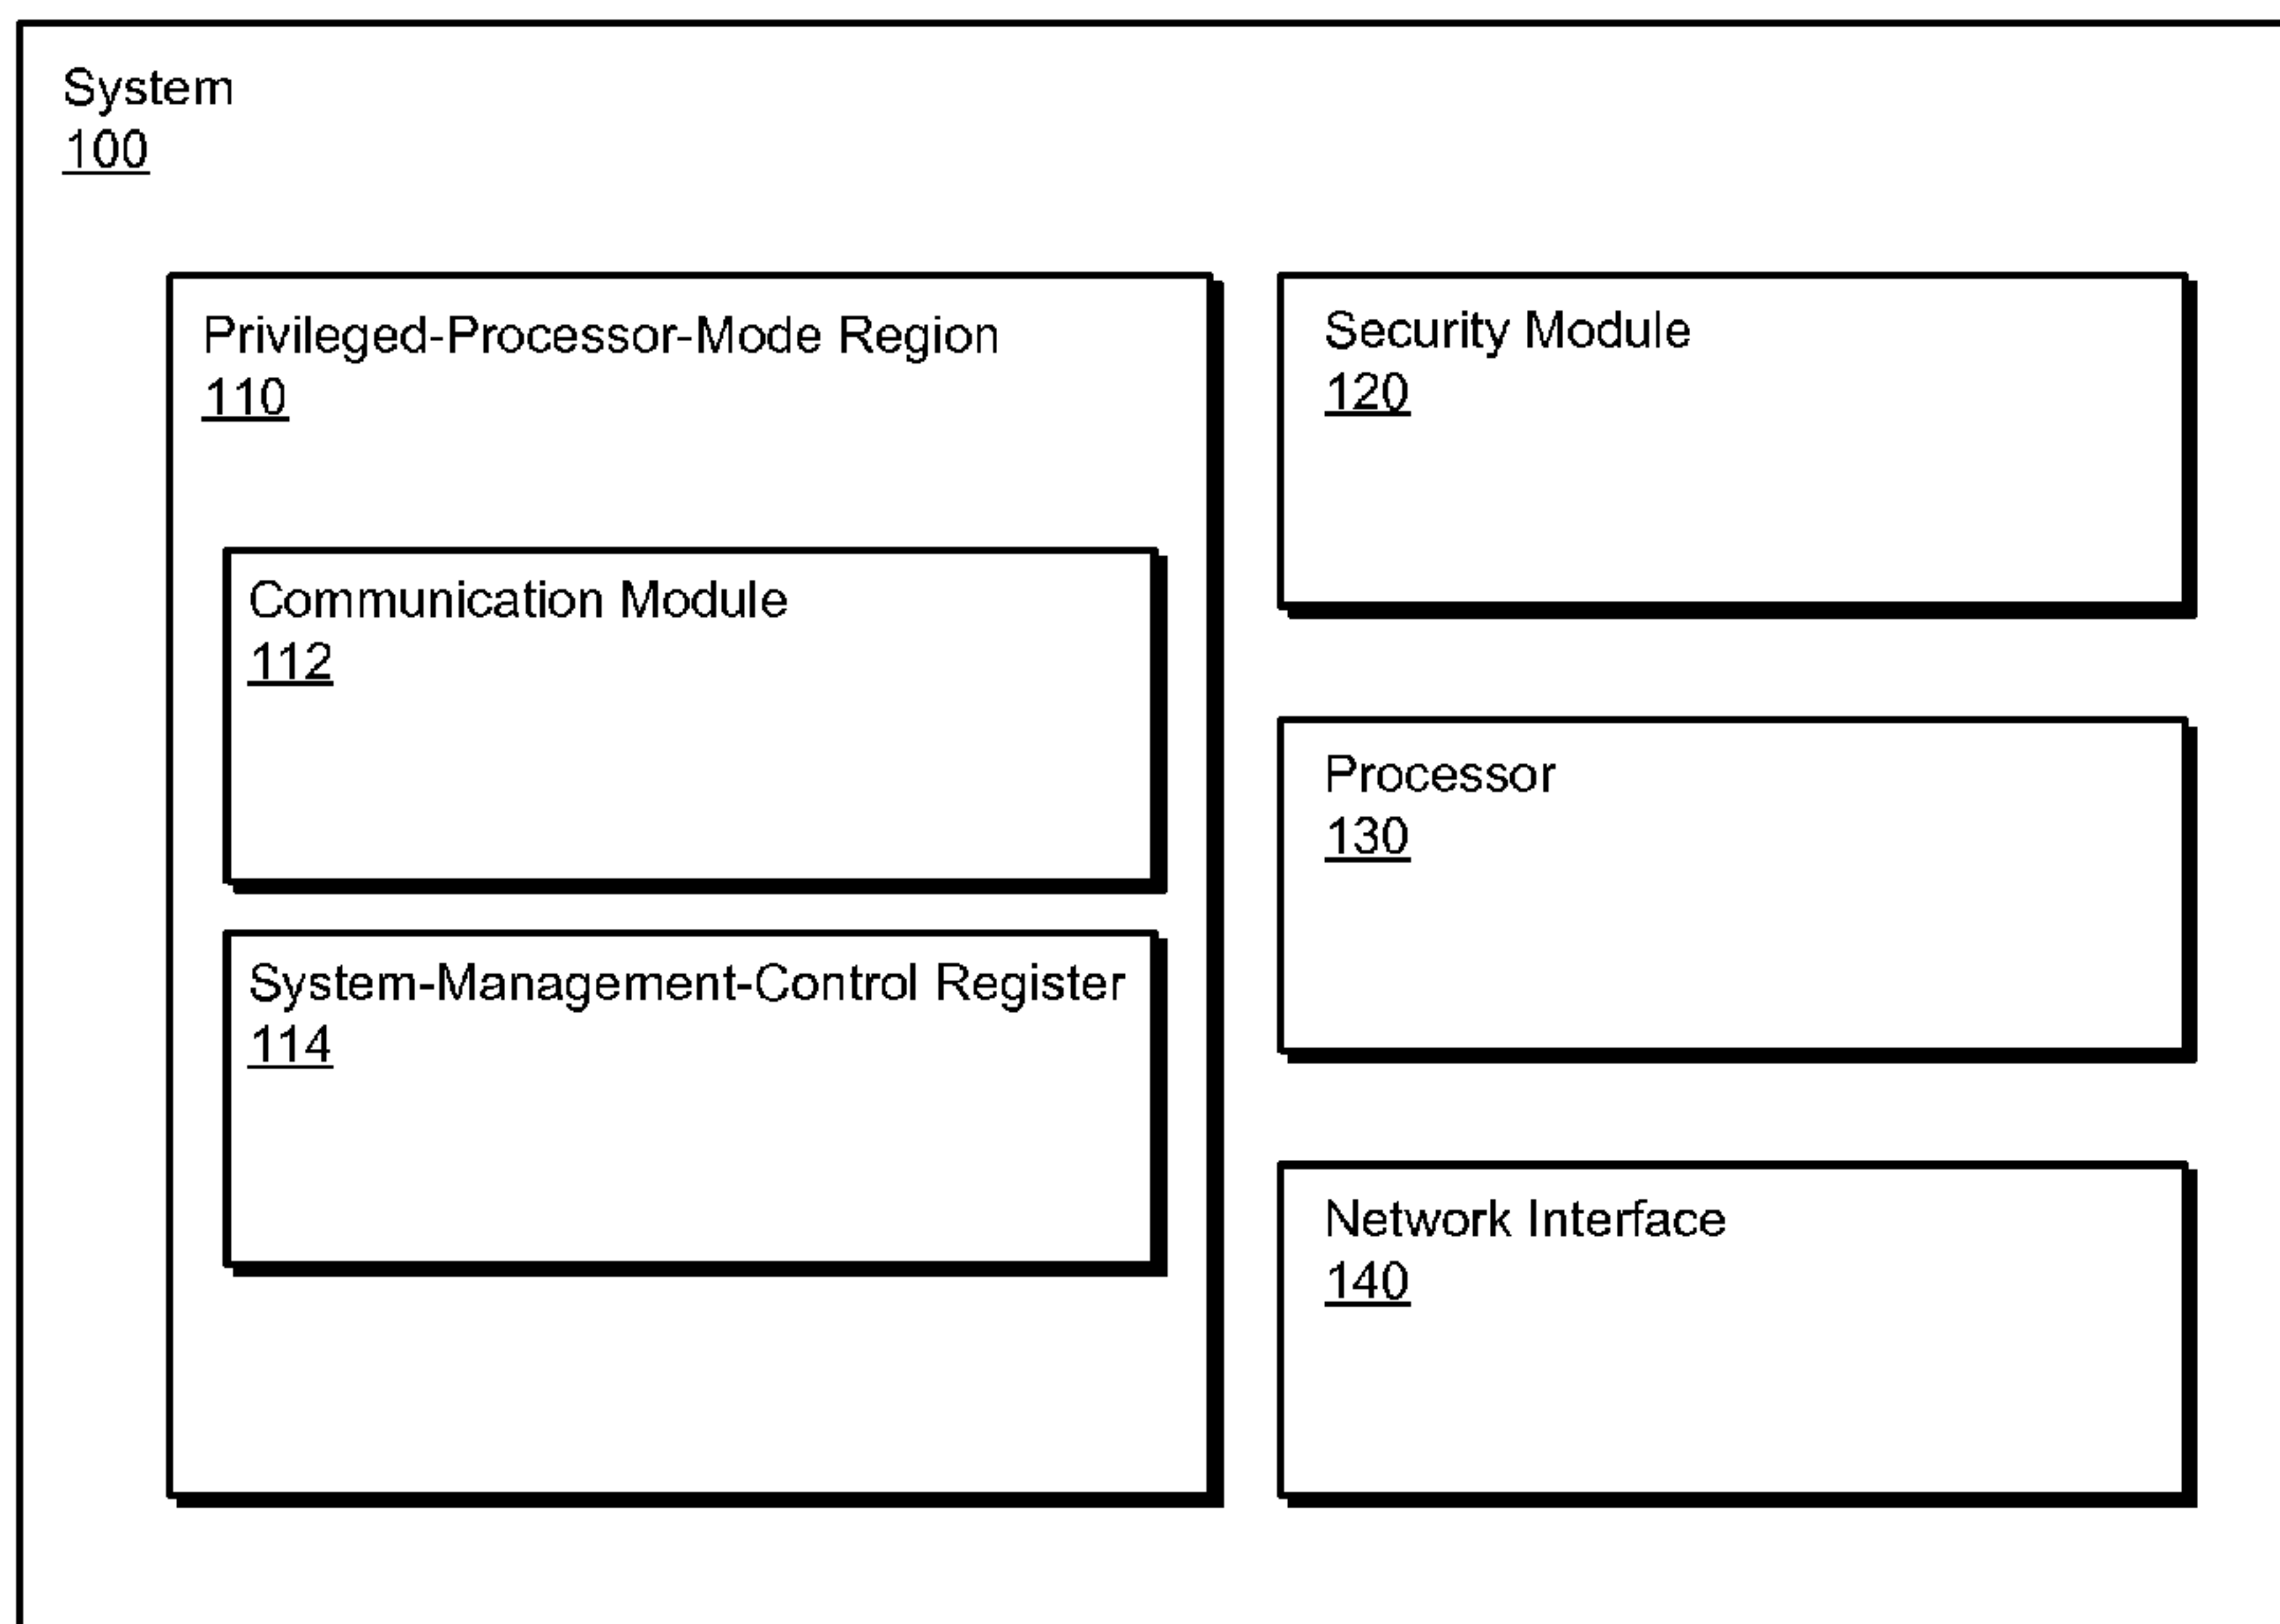 System
100
Privileged-Processor-Mode Region
110
Communication Module
112
System-Management-Control Register
114
Security Module
120
Processor
130
Network Interface
140